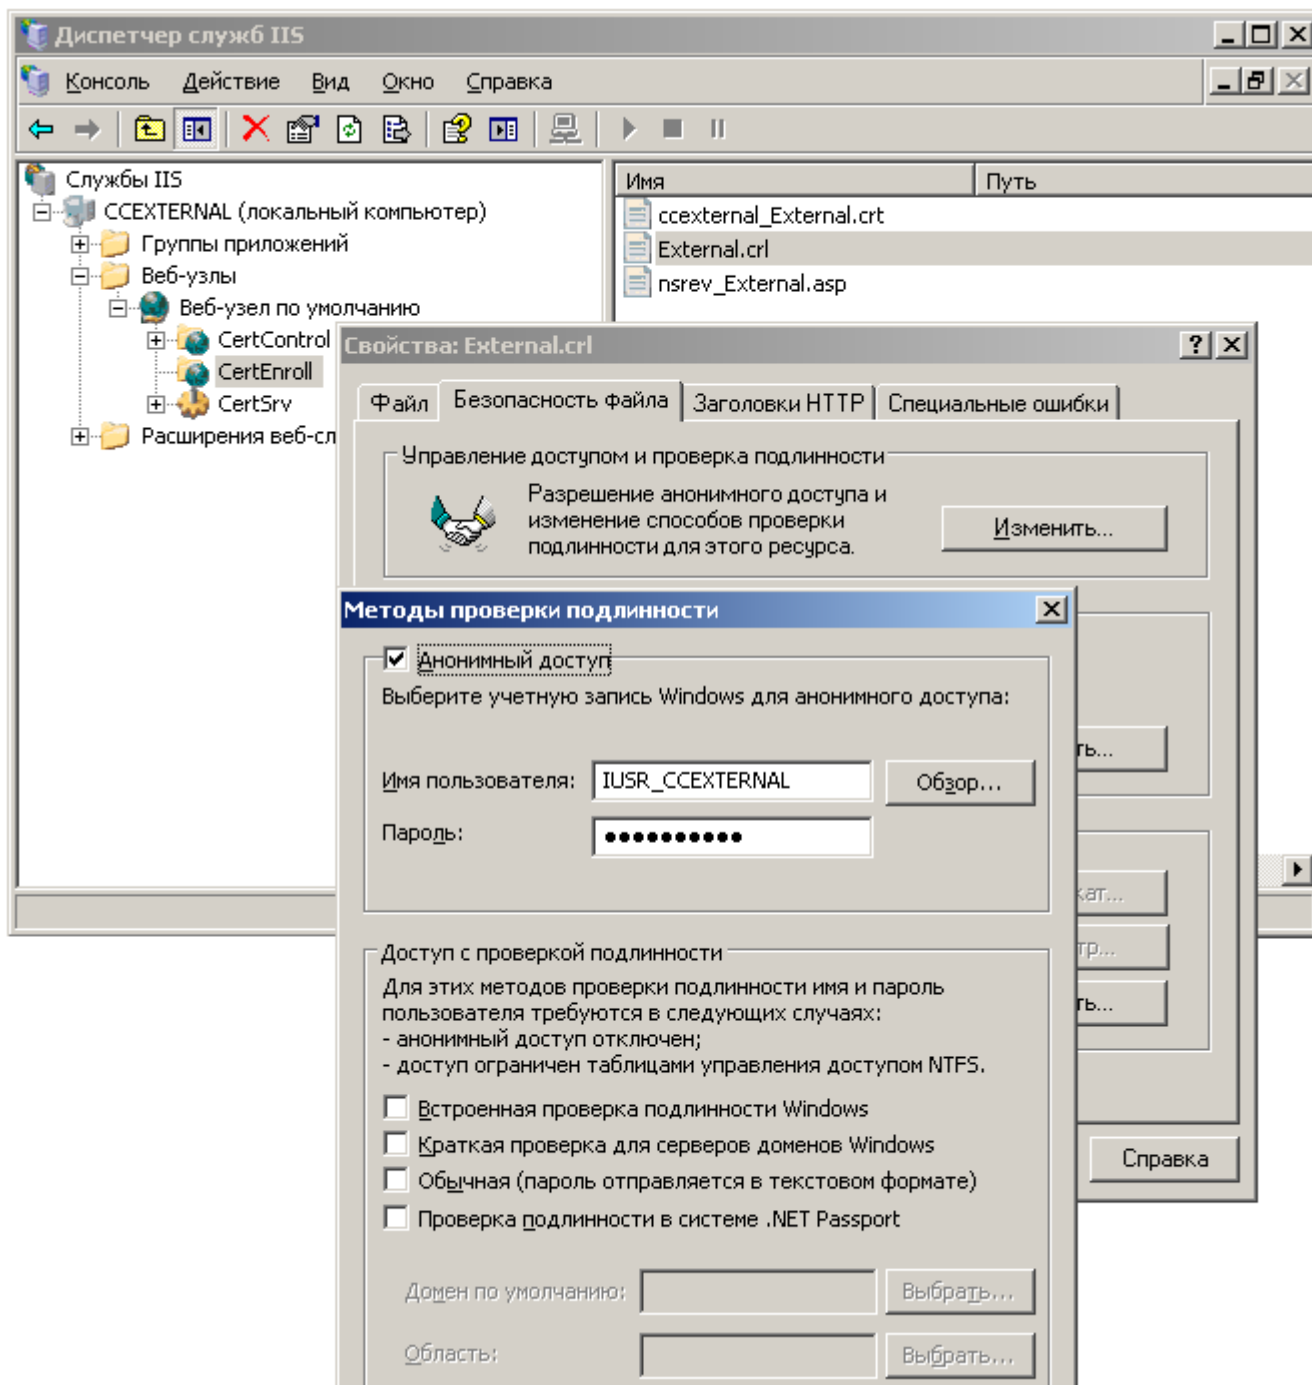 Диспетчер служб IIS
Консоль Действие Вид Окно Справка
Службы IIS
CCEXTERNAL (локальный компьютер)
Группы приложений
Веб-узлы
Веб-узел по умолчанию
CertControl
CertEnroll
CertSrv
Расширения веб-сл
Имя Путь
ccexternal_External.crt
External.crl
nsrev_External.asp
Свойства: External.crl
Файл Безопасность файла Заголовки HTTP Специальные ошибки
Управление доступом и проверка подлинности
Разрешение анонимного доступа и
изменение способов проверки
подлинности для этого ресурса.
Изменить...
Методы проверки подлинности
Анонимный доступ
Выберите учетную запись Windows для анонимного доступа:
Имя пользователя: IUSR_CCEXTERNAL Обзор...
Пароль: ●●●●●●●●●●
ть...
кат...
тр...
ть...
Доступ с проверкой подлинности
Для этих методов проверки подлинности имя и пароль
пользователя требуются в следующих случаях:
- анонимный доступ отключен;
- доступ ограничен таблицами управления доступом NTFS.
Встроенная проверка подлинности Windows
Краткая проверка для серверов доменов Windows
Обычная (пароль отправляется в текстовом формате)
Проверка подлинности в системе .NET Passport
Справка
Домен по умолчанию: Выбрать...
Область: Выбрать...